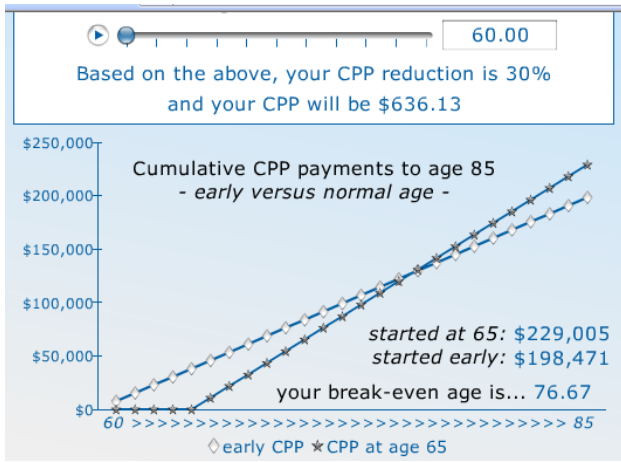 60.00
Based on the above, your CPP reduction is 30%
and your CPP will be $636.13
$250,000
Cumulative CPP payments to age 85
- early versus normal age -
$200,000
$150,000
$100,000
started at 65: $229,005
$50,000
started early: $198,471
your break-even age is... 76.67
$0
60 >>>>>>>>>>>>>>>>>>>>>>>>>>>>>>>>>>>>> 85
early CPP CPP at age 65